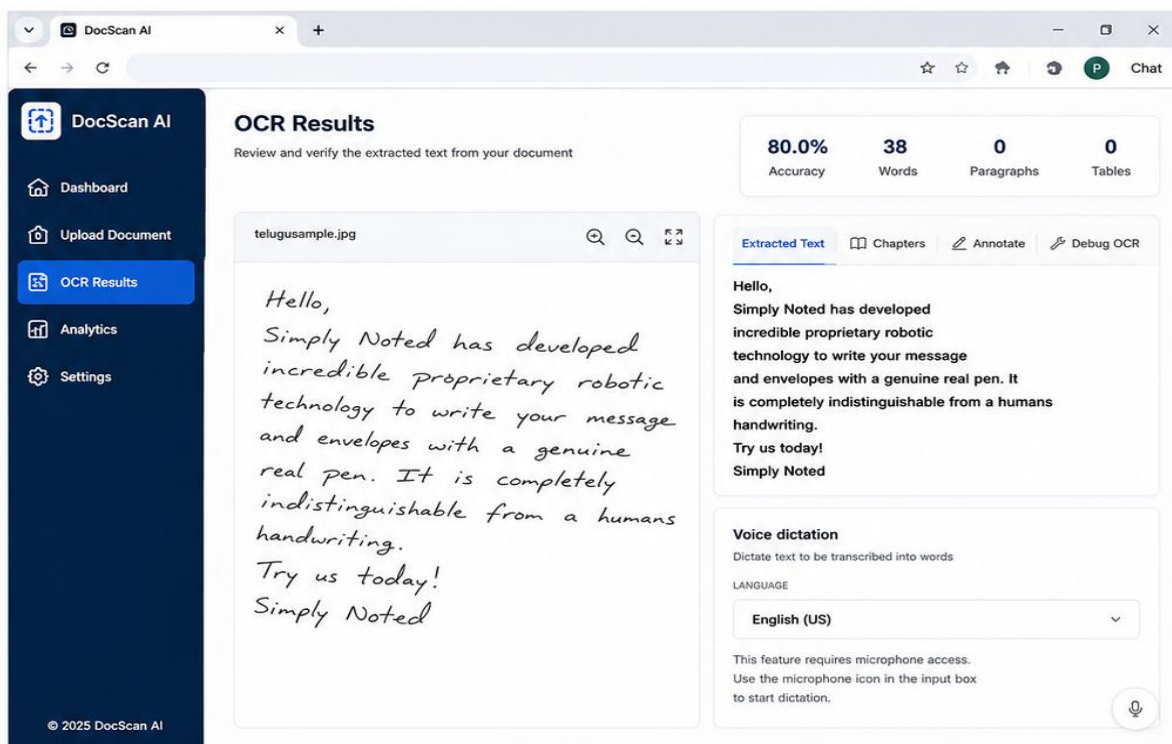 DocScan AI
Chat
P
DocScan AI
Dashboard
Upload Document
OCR Results
Analytics
Settings
© 2025 DocScan AI
OCR Results
Review and verify the extracted text from your document
80.0%
Accuracy
38
Words
0
Paragraphs
0
Tables
telugusample.jpg
Hello,
Simply Noted has developed
incredible proprietary robotic
technology to write your message
and envelopes with a genuine
real pen. It is completely
indistinguishable from a humans
handwriting.
Try us today!
Simply Noted
Extracted Text
Chapters
Annotate
Debug OCR
Hello,
Simply Noted has developed
incredible proprietary robotic
technology to write your message
and envelopes with a genuine real pen. It
is completely indistinguishable from a humans
handwriting.
Try us today!
Simply Noted
Voice dictation
Dictate text to be transcribed into words
LANGUAGE
English (US)
This feature requires microphone access.
Use the microphone icon in the input box
to start dictation.